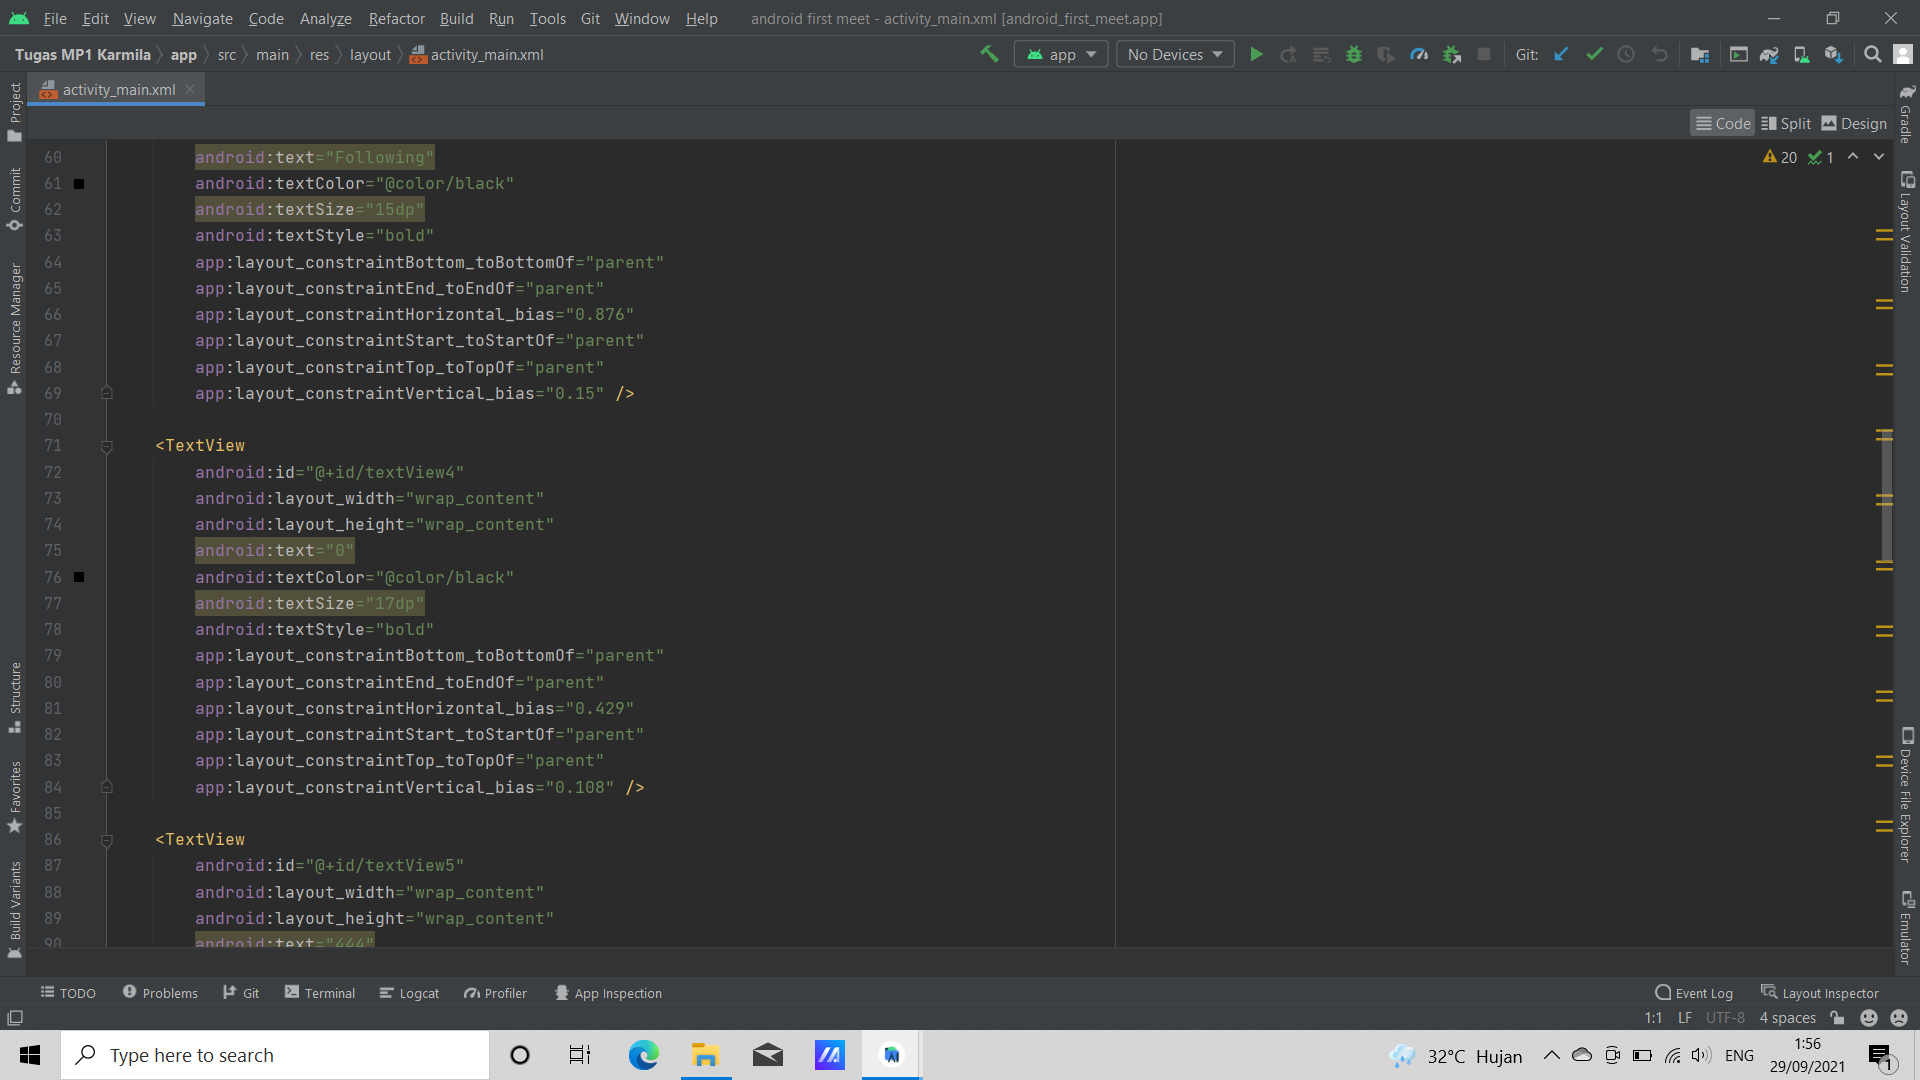 File Edit View Navigate Code Analyze Refactor Build Run Tools Git Window Help android first meet - activity_main.xml [android_first_meet.app]
Tugas MP1 Karmila app src main res layout activity_main.xml app No Devices Git:
activity_main.xml
Code Split Design
20 1
60 android:text="Following"
61 android:textColor="@color/black"
62 android:textSize="15dp"
63 android:textStyle="bold"
64 app:layout_constraintBottom_toBottomOf="parent"
65 app:layout_constraintEnd_toEndOf="parent"
66 app:layout_constraintHorizontal_bias="0.876"
67 app:layout_constraintStart_toStartOf="parent"
68 app:layout_constraintTop_toTopOf="parent"
69 app:layout_constraintVertical_bias="0.15" />
70
71 <TextView
72 android:id="@+id/textView4"
73 android:layout_width="wrap_content"
74 android:layout_height="wrap_content"
75 android:text="0"
76 android:textColor="@color/black"
77 android:textSize="17dp"
78 android:textStyle="bold"
79 app:layout_constraintBottom_toBottomOf="parent"
80 app:layout_constraintEnd_toEndOf="parent"
81 app:layout_constraintHorizontal_bias="0.429"
82 app:layout_constraintStart_toStartOf="parent"
83 app:layout_constraintTop_toTopOf="parent"
84 app:layout_constraintVertical_bias="0.108" />
85
86 <TextView
87 android:id="@+id/textView5"
88 android:layout_width="wrap_content"
89 android:layout_height="wrap_content"
90 android:text="444"
Project
Commit
Resource Manager
Structure
Favorites
Build Variants
Gradle
Layout Validation
Device File Explorer
Emulator
TODO Problems Git Terminal Logcat Profiler App Inspection Event Log Layout Inspector
1:1 LF UTF-8 4 spaces
Type here to search 32°C Hujan ENG 1:56
29/09/2021 1